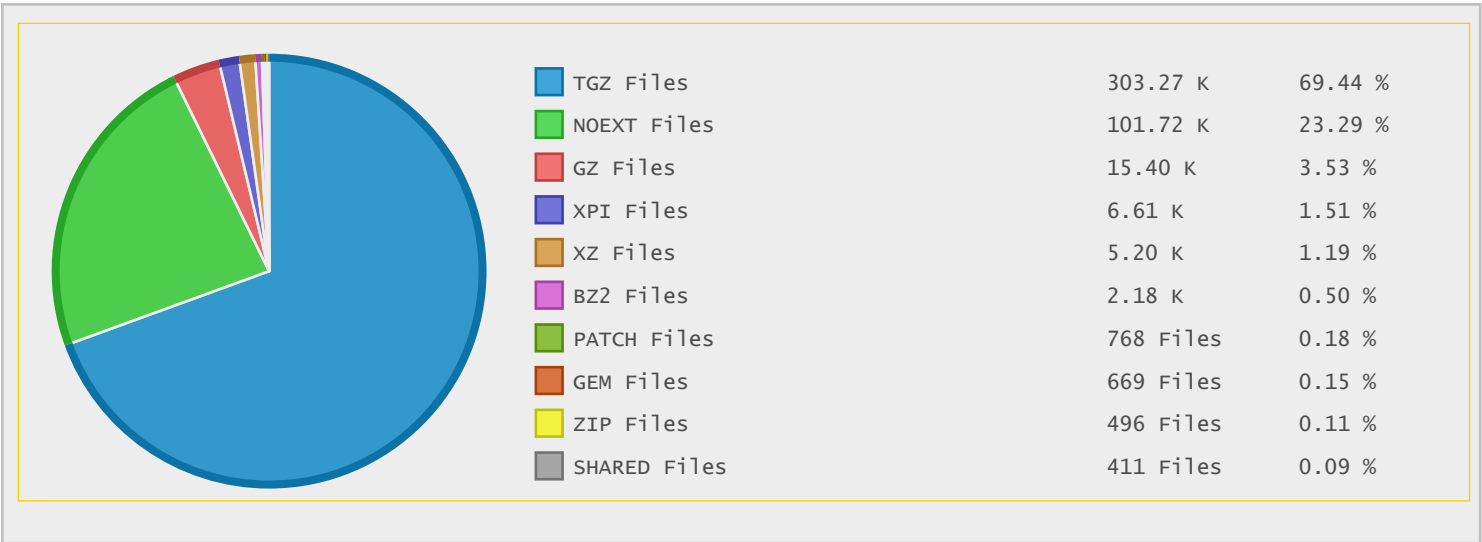 TGZ Files 303.27 K 69.44 %
NOEXT Files 101.72 K 23.29 %
GZ Files 15.40 K 3.53 %
XPI Files 6.61 K 1.51 %
XZ Files 5.20 K 1.19 %
BZ2 Files 2.18 K 0.50 %
PATCH Files 768 Files 0.18 %
GEM Files 669 Files 0.15 %
ZIP Files 496 Files 0.11 %
SHARED Files 411 Files 0.09 %